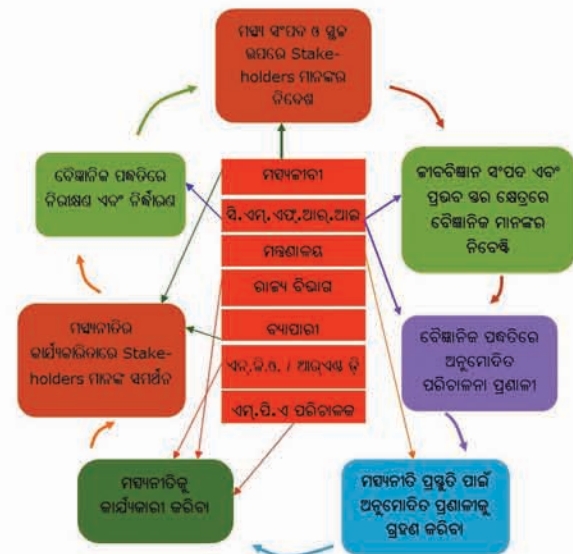 ମତ୍ସ୍ୟ ସଂପଦ ଓ ସ୍ଥଳ
ଉପରେ Stake-
holders ମାନଙ୍କର
ନିବେଶ
ବୈଜ୍ଞାନିକ ପଦ୍ଧତିରେ
ନିରୀକ୍ଷଣ ଏବଂ ନିର୍ଦ୍ଧାରଣ
ମତ୍ସ୍ୟଜୀବୀ
ସି.ଏମ୍.ଏଫ୍.ଆର୍.ଆଇ
ମନ୍ତ୍ରଣାଳୟ
ରାଜ୍ୟ ବିଭାଗ
ବ୍ୟାପାରୀ
ଏନ୍.ଜି.ଓ. / ଆର୍ଏଣ୍ଡ ଡି
ଏମ୍.ପି.ଏ ପରିଚାଳକ
ଜୀବବିଜ୍ଞାନ ସଂପଦ ଏବଂ
ପ୍ରଭବ ସ୍ତର କ୍ଷେତ୍ରରେ
ବୈଜ୍ଞାନିକ ମାନଙ୍କର
ନିବେଷ୍ଟି
ମତ୍ସ୍ୟନୀତିର
କାର୍ଯ୍ୟକାରିତାରେ Stake-
holders ମାନଙ୍କ ସମର୍ଥନ
ବୈଜ୍ଞାନିକ ପଦ୍ଧତିରେ
ଅନୁମୋଦିତ
ପରିଚାଳନା ପ୍ରଣାଳୀ
ମତ୍ସ୍ୟନୀତିକୁ
କାର୍ଯ୍ୟକାରୀ କରିବା
ମତ୍ସ୍ୟନୀତି ପ୍ରସ୍ତୁତି ପାଇଁ
ଅନୁମୋଦିତ ପ୍ରଣାଳୀକୁ
ଗ୍ରହଣ କରିବା